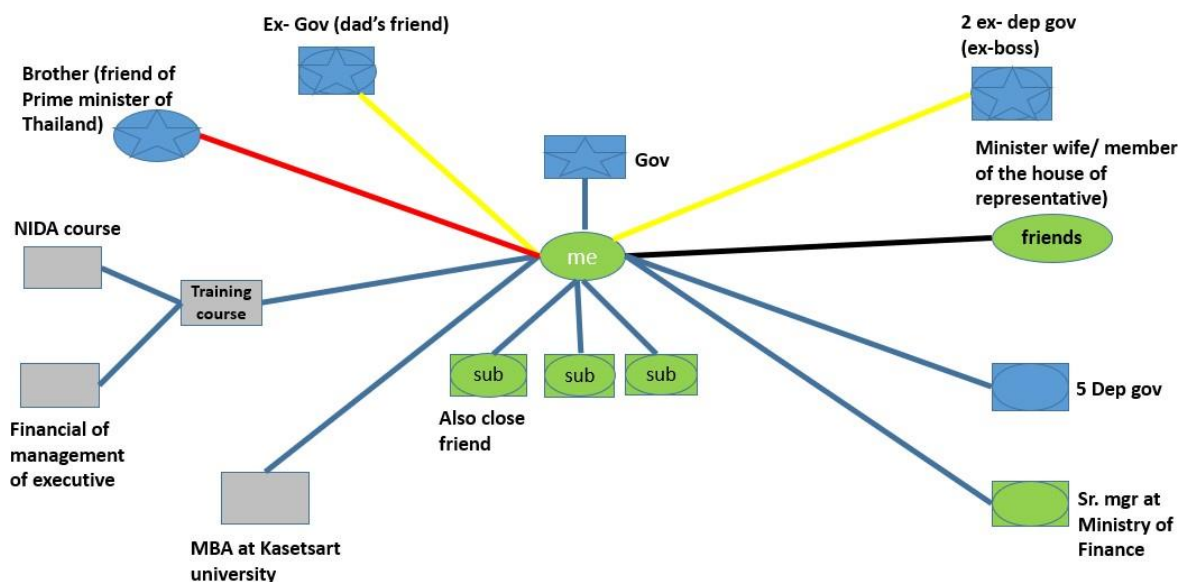 Ex- Gov (dad's friend)
2 ex- dep gov
(ex-boss)
Brother (friend of
Prime minister of
Thailand)
Gov
Minister wife/ member
of the house of
representative)
NIDA course
friends
me
Training
course
sub
sub
sub
5 Dep gov
Also close
friend
Financial of
management
of executive
Sr. mgr at
Ministry of
Finance
MBA at Kasetsart
university